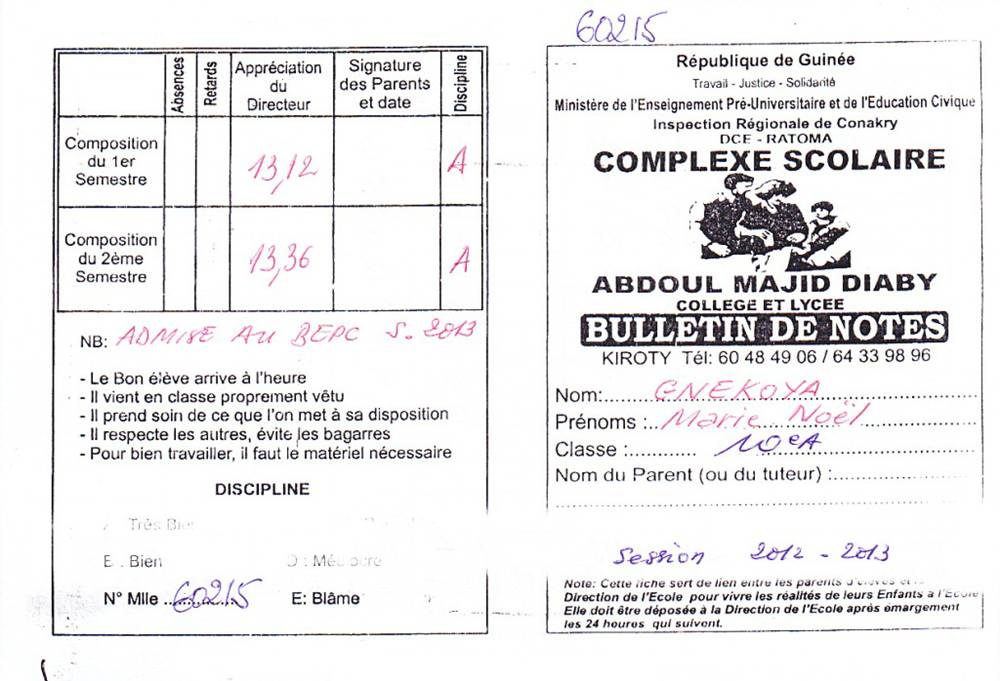 60215
Absences
Retards
Appréciation du Directeur
Signature des Parents et date
Discipline
Composition du 1er Semestre
13,12
A
Composition du 2ème Semestre
13,36
A
NB: ADMISE AU BEPC S. 2013
- Le Bon élève arrive à l'heure
- Il vient en classe proprement vêtu
- Il prend soin de ce que l'on met à sa disposition
- Il respecte les autres, évite les bagarres
- Pour bien travailler, il faut le matériel nécessaire
DISCIPLINE
Très Bien
Bien
Médiocre
N° Mlle ..60215
E: Blâme
République de Guinée
Travail - Justice - Solidarité
Ministère de l'Enseignement Pré-Universitaire et de l'Education Civique
Inspection Régionale de Conakry
DCE - RATOMA
COMPLEXE SCOLAIRE
ABDOUL MAJID DIABY
COLLEGE ET LYCEE
BULLETIN DE NOTES
KIROTY Tél: 60 48 49 06 / 64 33 98 96
Nom: GNEKOYA
Prénoms : Marie Noël
Classe : 10eA
Nom du Parent (ou du tuteur) :
Session 2012 - 2013
Note: Cette fiche sert de lien entre les parents d'élèves et la
Direction de l'Ecole pour vivre les réalités de leurs Enfants à l'Ecole
Elle doit être déposée à la Direction de l'Ecole après émargement
les 24 heures qui suivent.